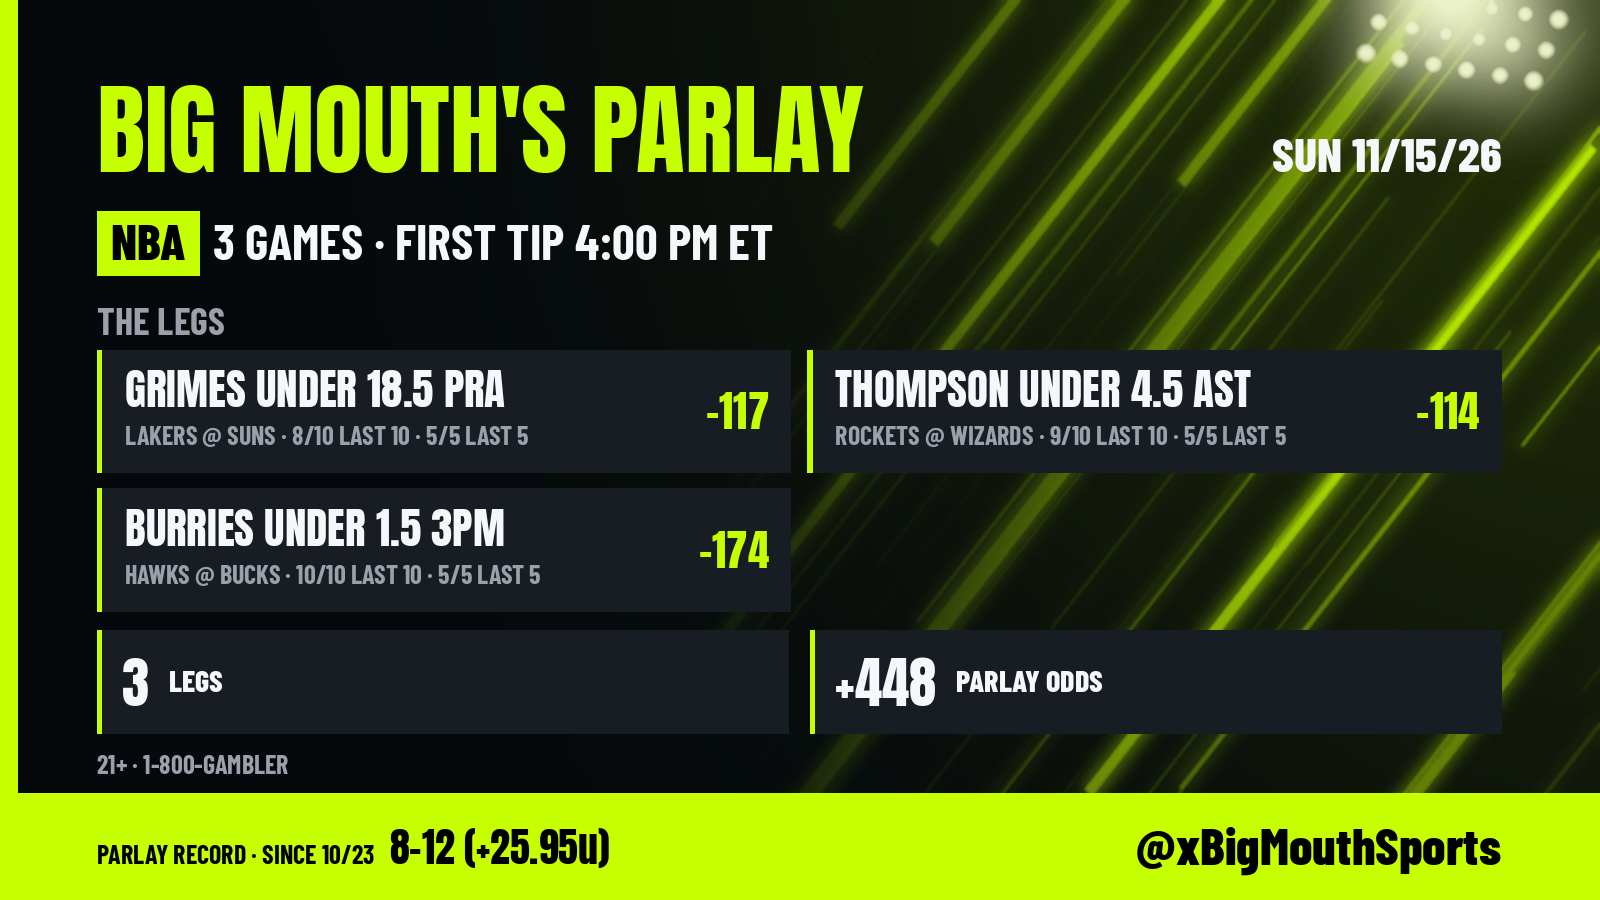 BIG MOUTH'S PARLAY
SUN 11/15/26
NBA 3 GAMES · FIRST TIP 4:00 PM ET
THE LEGS
GRIMES UNDER 18.5 PRA
LAKERS @ SUNS · 8/10 LAST 10 · 5/5 LAST 5
-117
THOMPSON UNDER 4.5 AST
ROCKETS @ WIZARDS · 9/10 LAST 10 · 5/5 LAST 5
-114
BURRIES UNDER 1.5 3PM
HAWKS @ BUCKS · 10/10 LAST 10 · 5/5 LAST 5
-174
3 LEGS
+448 PARLAY ODDS
21+ · 1-800-GAMBLER
PARLAY RECORD · SINCE 10/23 8-12 (+25.95u)
@xBigMouthSports